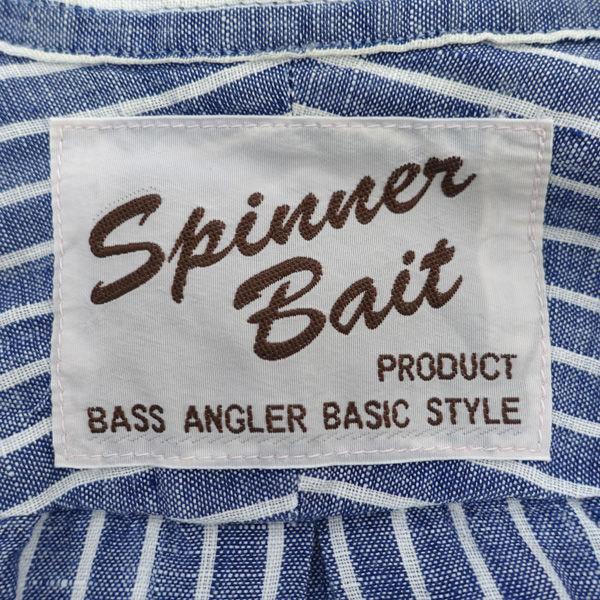 Spinner
Bait
PRODUCT
BASS ANGLER BASIC STYLE